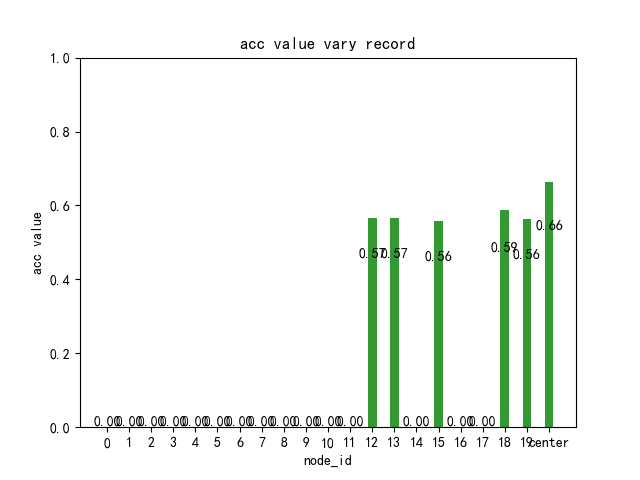 acc value vary record
1.0
0.8
0.6
0.4
0.2
0.0
acc value
0.00 0.00 0.00 0.00 0.00 0.00 0.00 0.00 0.00 0.00 0.00 0.00 0.57 0.57 0.00 0.56 0.00 0.00 0.59 0.56 0.66
0 1 2 3 4 5 6 7 8 9 10 11 12 13 14 15 16 17 18 19 center
node_id